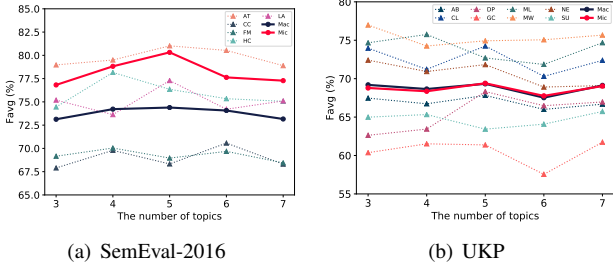 AT
CC
FM
HC
LA
Mac
Mic
85.0
82.5
80.0
77.5
75.0
72.5
70.0
67.5
65.0
Favg (%)
3 4 5 6 7
The number of topics
(a) SemEval-2016
AB
CL
DP
GC
ML
MW
NE
SU
Mac
Mic
80
75
70
65
60
55
Favg (%)
3 4 5 6 7
The number of topics
(b) UKP